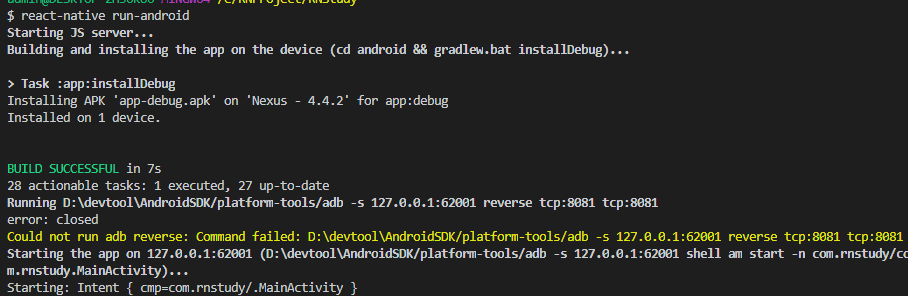 $ react-native run-android
Starting JS server...
Building and installing the app on the device (cd android && gradlew.bat installDebug)...
> Task :app:installDebug
Installing APK 'app-debug.apk' on 'Nexus - 4.4.2' for app:debug
Installed on 1 device.
BUILD SUCCESSFUL in 7s
28 actionable tasks: 1 executed, 27 up-to-date
Running D:\devtool\AndroidSDK/platform-tools/adb -s 127.0.0.1:62001 reverse tcp:8081 tcp:8081
error: closed
Could not run adb reverse: Command failed: D:\devtool\AndroidSDK/platform-tools/adb -s 127.0.0.1:62001 reverse tcp:8081 tcp:8081
Starting the app on 127.0.0.1:62001 (D:\devtool\AndroidSDK/platform-tools/adb -s 127.0.0.1:62001 shell am start -n com.rnstudy/co
m.rnstudy.MainActivity)...
Starting: Intent { cmp=com.rnstudy/.MainActivity }